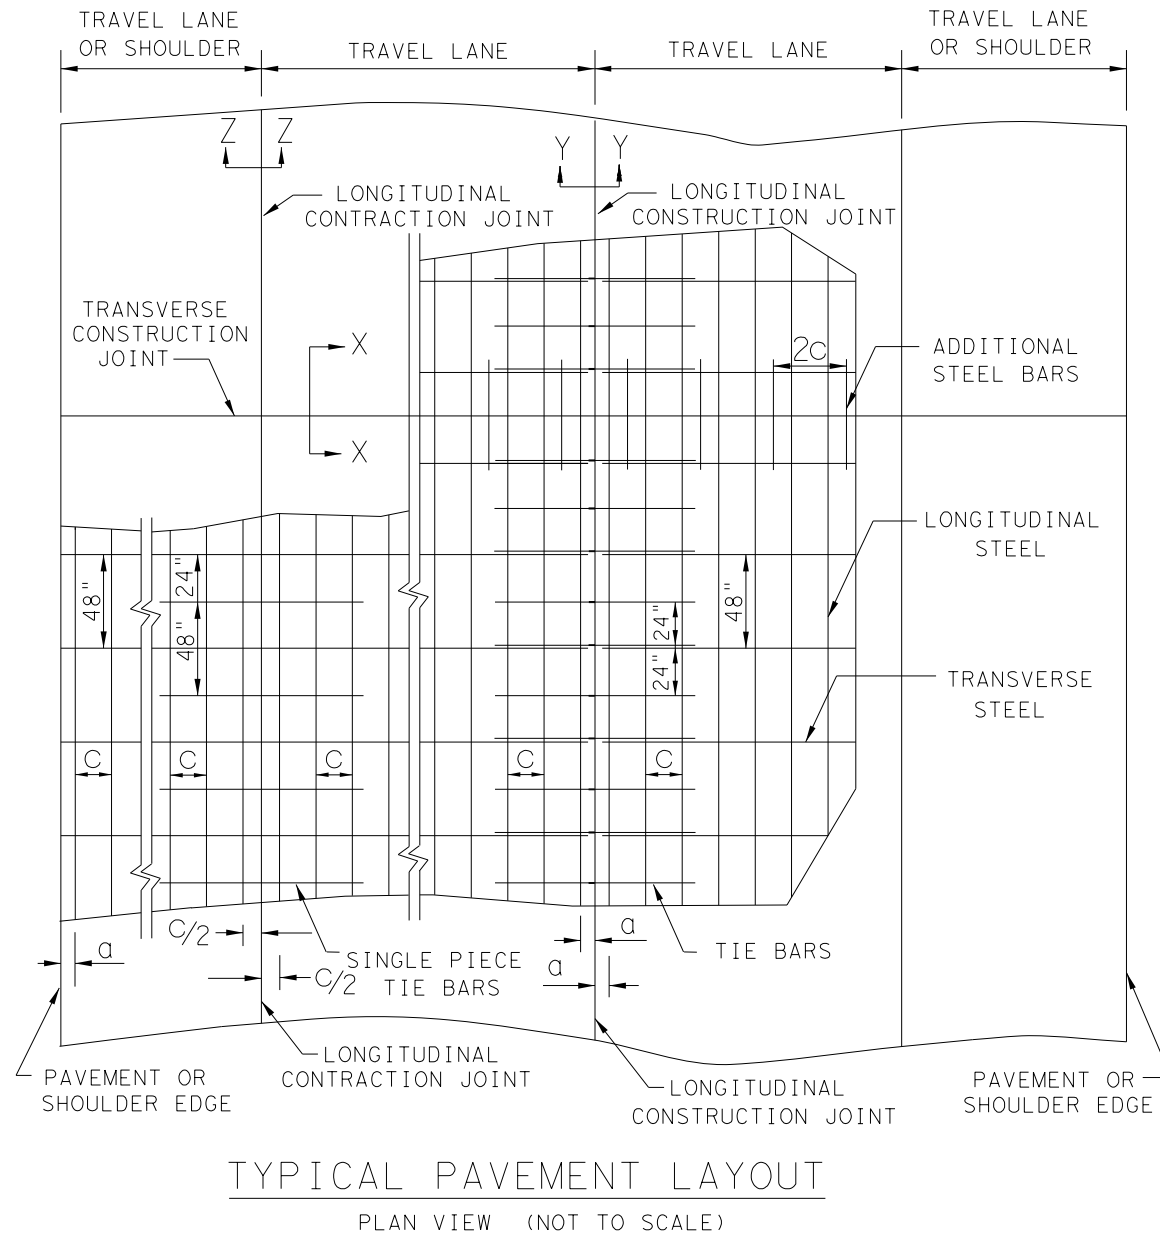 TRAVEL LANE
OR SHOULDER
TRAVEL LANE
TRAVEL LANE
TRAVEL LANE
OR SHOULDER
Z Z
Y Y
LONGITUDINAL
CONTRACTION JOINT
LONGITUDINAL
CONSTRUCTION JOINT
TRANSVERSE
CONSTRUCTION
JOINT
X
X
2c
ADDITIONAL
STEEL BARS
LONGITUDINAL
STEEL
48"
24"
48"
24"
24"
48"
TRANSVERSE
STEEL
C
C
C
C
C
C/2
a
SINGLE PIECE
TIE BARS
C/2
a
a
TIE BARS
LONGITUDINAL
CONTRACTION JOINT
PAVEMENT OR
SHOULDER EDGE
LONGITUDINAL
CONSTRUCTION JOINT
PAVEMENT OR
SHOULDER EDGE
TYPICAL PAVEMENT LAYOUT
PLAN VIEW (NOT TO SCALE)